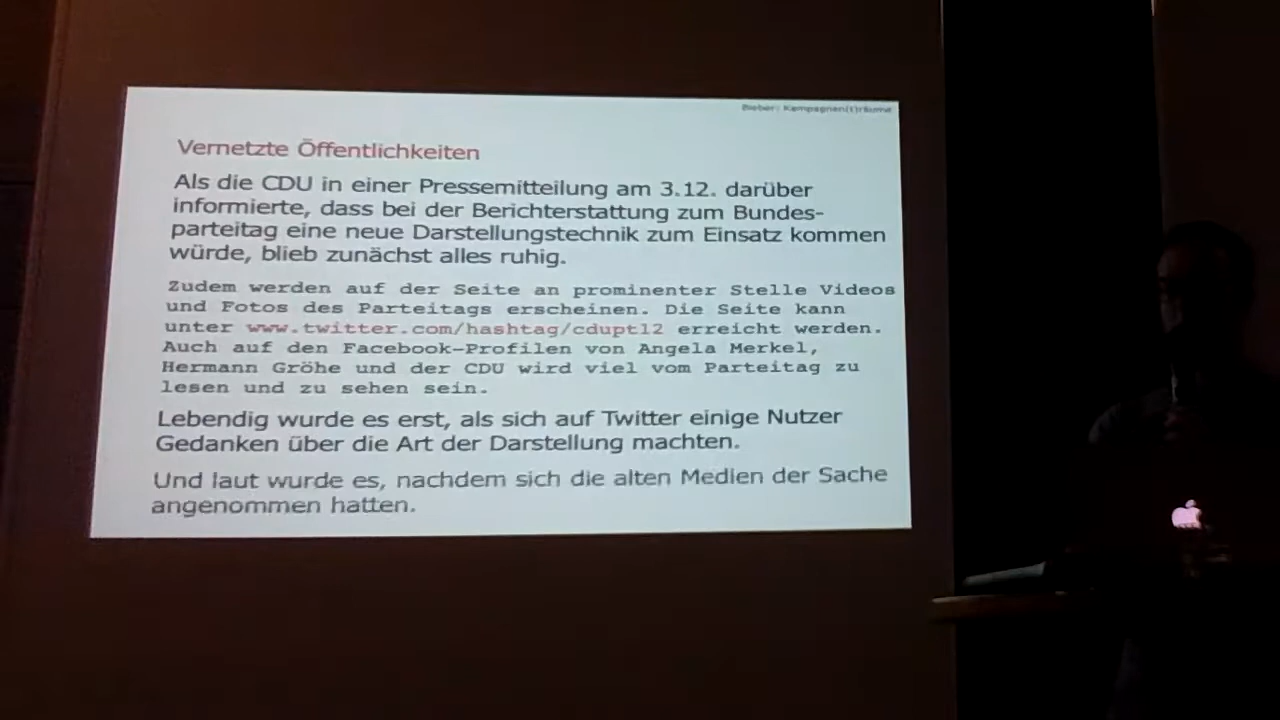 Bieber: Kampagnen(t)räume
Vernetzte Öffentlichkeiten
Als die CDU in einer Pressemitteilung am 3.12. darüber
informierte, dass bei der Berichterstattung zum Bundes-
parteitag eine neue Darstellungstechnik zum Einsatz kommen
würde, blieb zunächst alles ruhig.
Zudem werden auf der Seite an prominenter Stelle Videos
und Fotos des Parteitags erscheinen. Die Seite kann
unter www.twitter.com/hashtag/cdupt12 erreicht werden.
Auch auf den Facebook-Profilen von Angela Merkel,
Hermann Gröhe und der CDU wird viel vom Parteitag zu
lesen und zu sehen sein.
Lebendig wurde es erst, als sich auf Twitter einige Nutzer
Gedanken über die Art der Darstellung machten.
Und laut wurde es, nachdem sich die alten Medien der Sache
angenommen hatten.